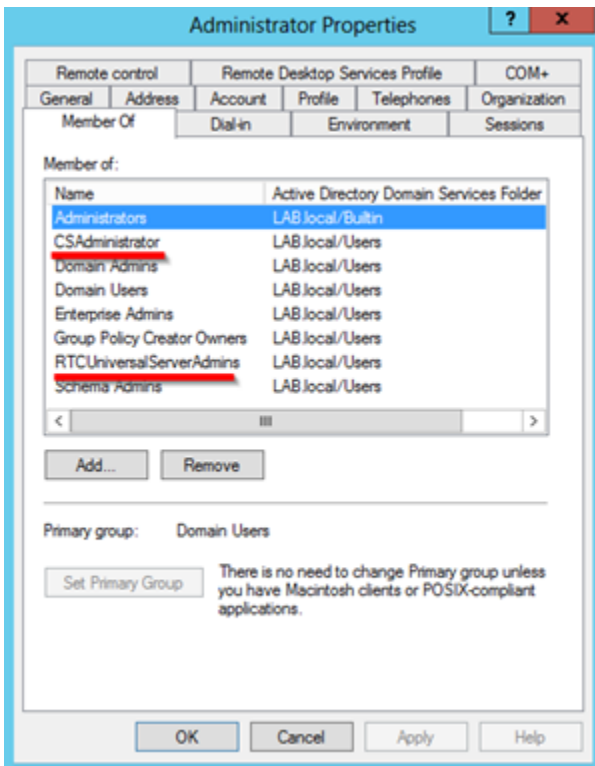 Administrator Properties
?
x
Remote control
Remote Desktop Services Profile
COM+
General
Address
Account
Profile
Telephones
Organization
Member Of
Dial-in
Environment
Sessions
Member of:
Name
Active Directory Domain Services Folder
Administrators
LAB.local/Builtin
CSAdministrator
LAB.local/Users
Domain Admins
LAB.local/Users
Domain Users
LAB.local/Users
Enterprise Admins
LAB.local/Users
Group Policy Creator Owners
LAB.local/Users
RTCUniversalServerAdmins
LAB.local/Users
Schema Admins
LAB.local/Users
Add...
Remove
Primary group:
Domain Users
Set Primary Group
There is no need to change Primary group unless
you have Macintosh clients or POSIX-compliant
applications.
OK
Cancel
Apply
Help